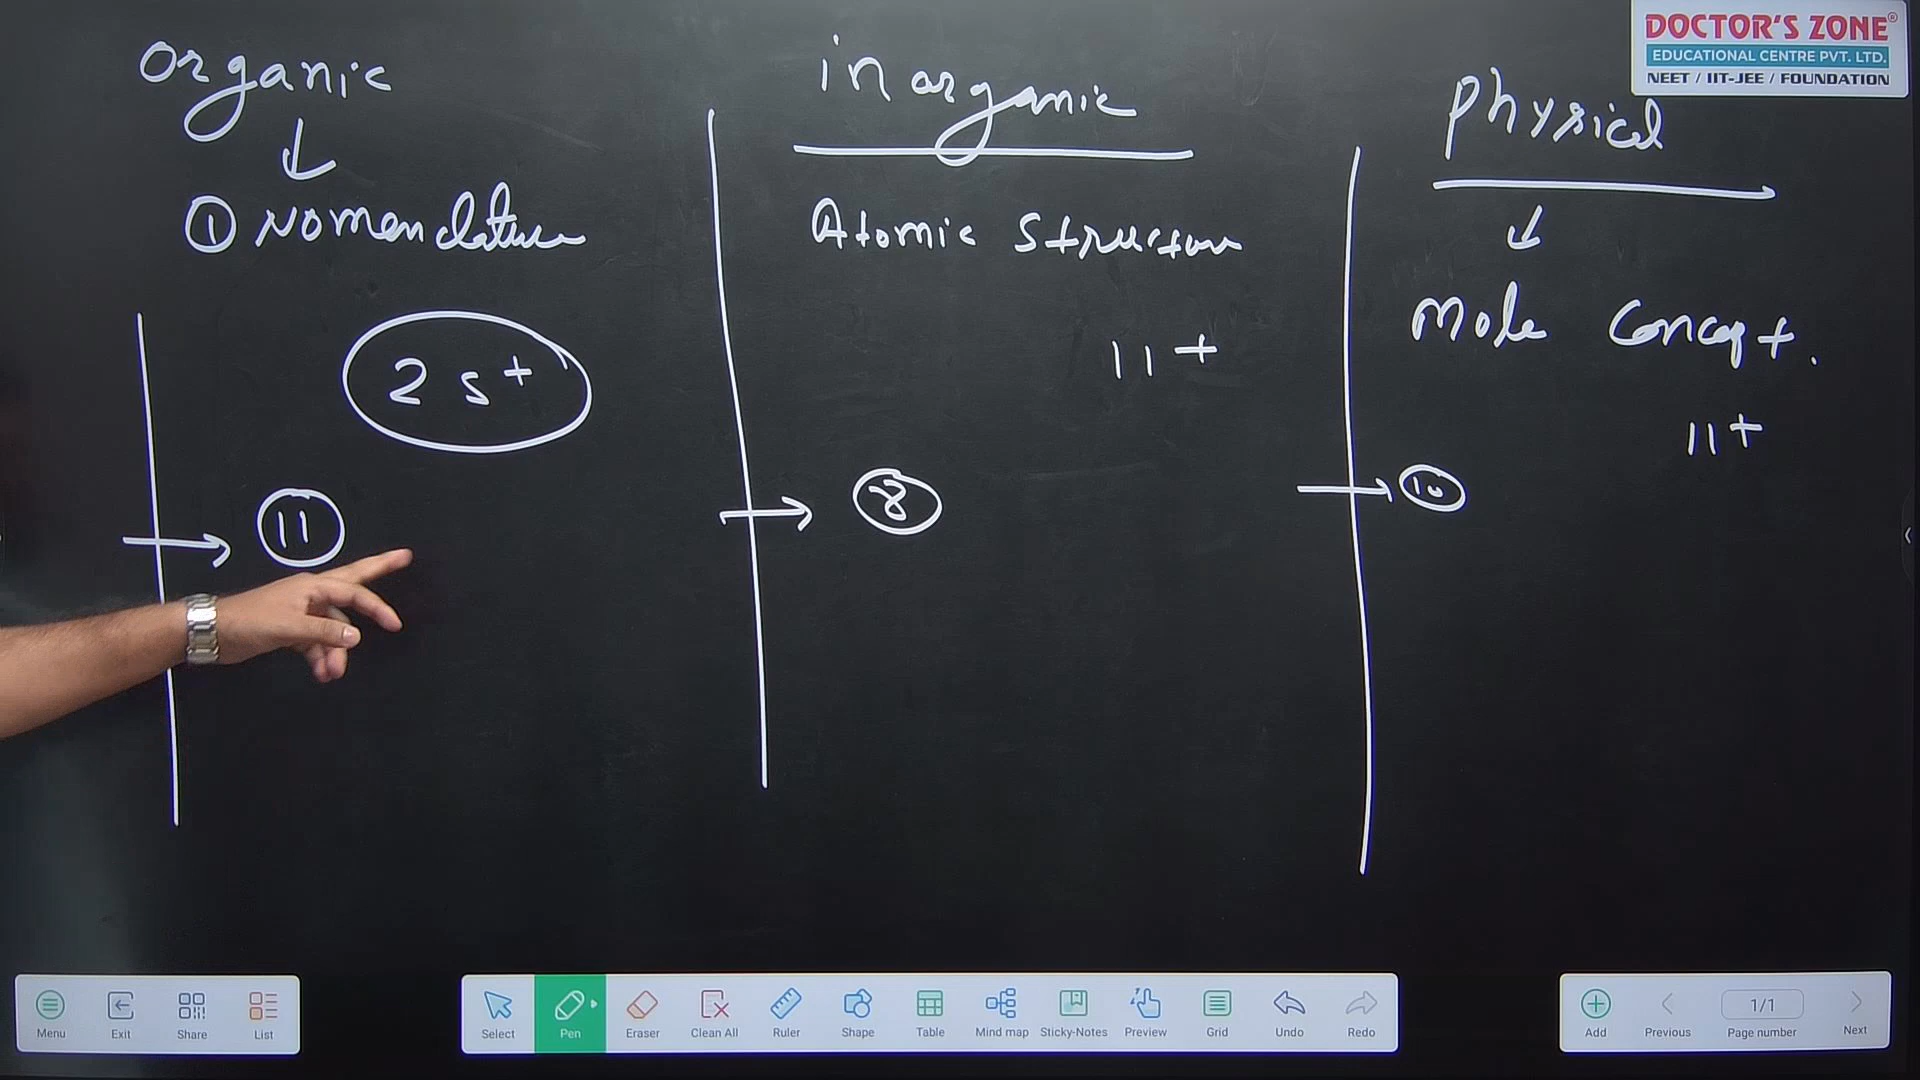 organic
① Nomenclature
2 s+
11
inorganic
Atomic Structure
11+
8
Physical
Mole Concept.
11+
10
DOCTOR'S ZONE®
EDUCATIONAL CENTRE PVT. LTD.
NEET / IIT-JEE / FOUNDATION
Menu
Exit
Share
List
Select
Pen
Eraser
Clean All
Ruler
Shape
Table
Mind map
Sticky-Notes
Preview
Grid
Undo
Redo
Add
Previous
1/1
Page number
Next